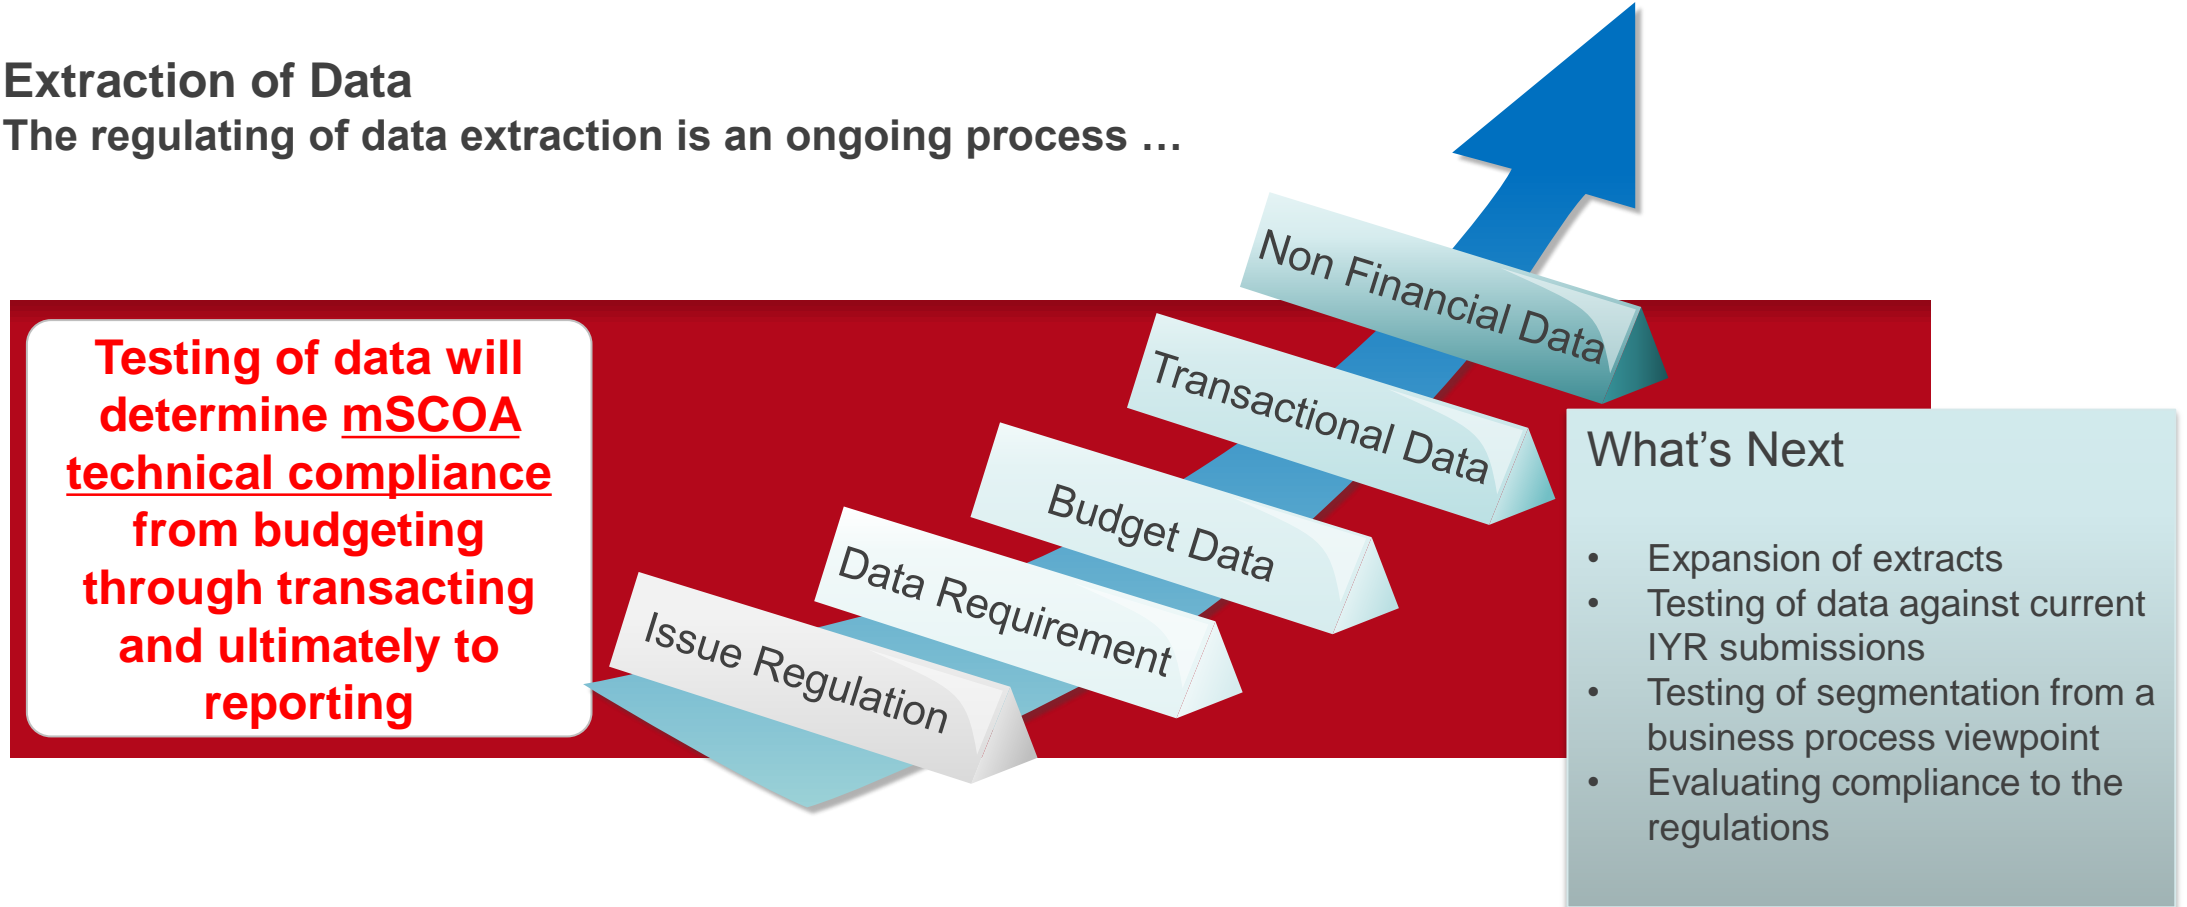 Extraction of Data
The regulating of data extraction is an ongoing process …
Testing of data will
determine mSCOA
technical compliance
from budgeting
through transacting
and ultimately to
reporting
Issue Regulation
Data Requirement
Budget Data
Transactional Data
Non Financial Data
What’s Next
• Expansion of extracts
• Testing of data against current
IYR submissions
• Testing of segmentation from a
business process viewpoint
• Evaluating compliance to the
regulations